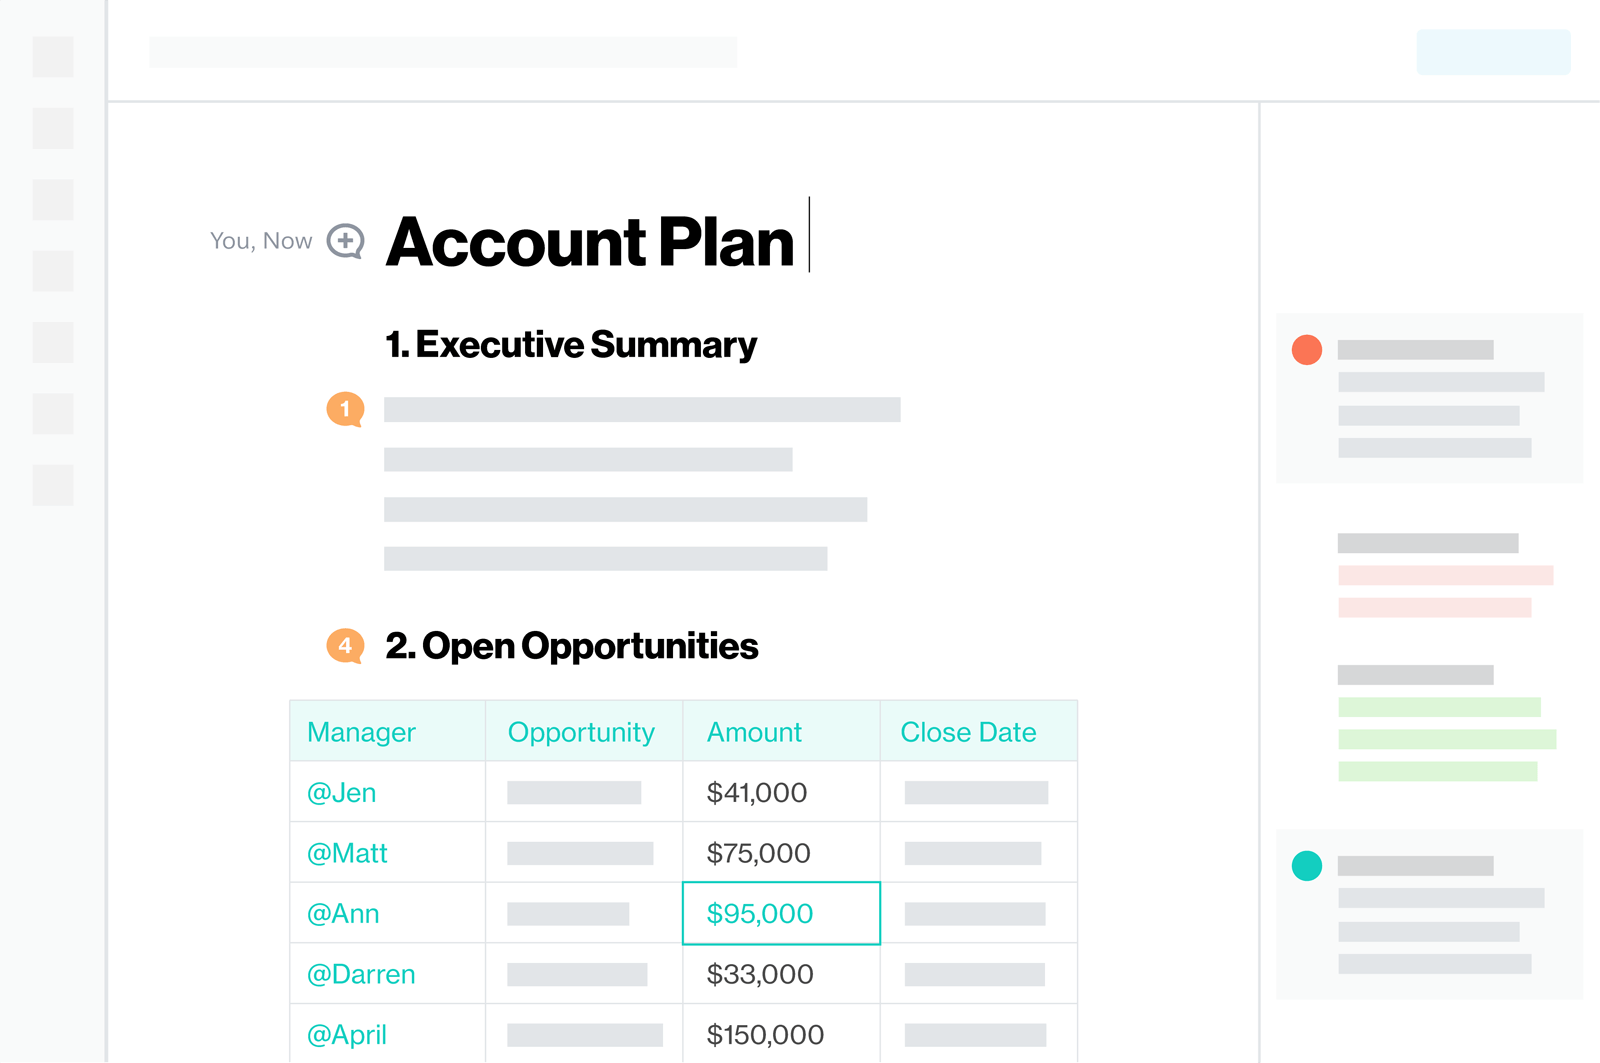 You, Now
Account Plan
1. Executive Summary
1
4
2. Open Opportunities
Manager Opportunity Amount Close Date
@Jen $41,000
@Matt $75,000
@Ann $95,000
@Darren $33,000
@April $150,000